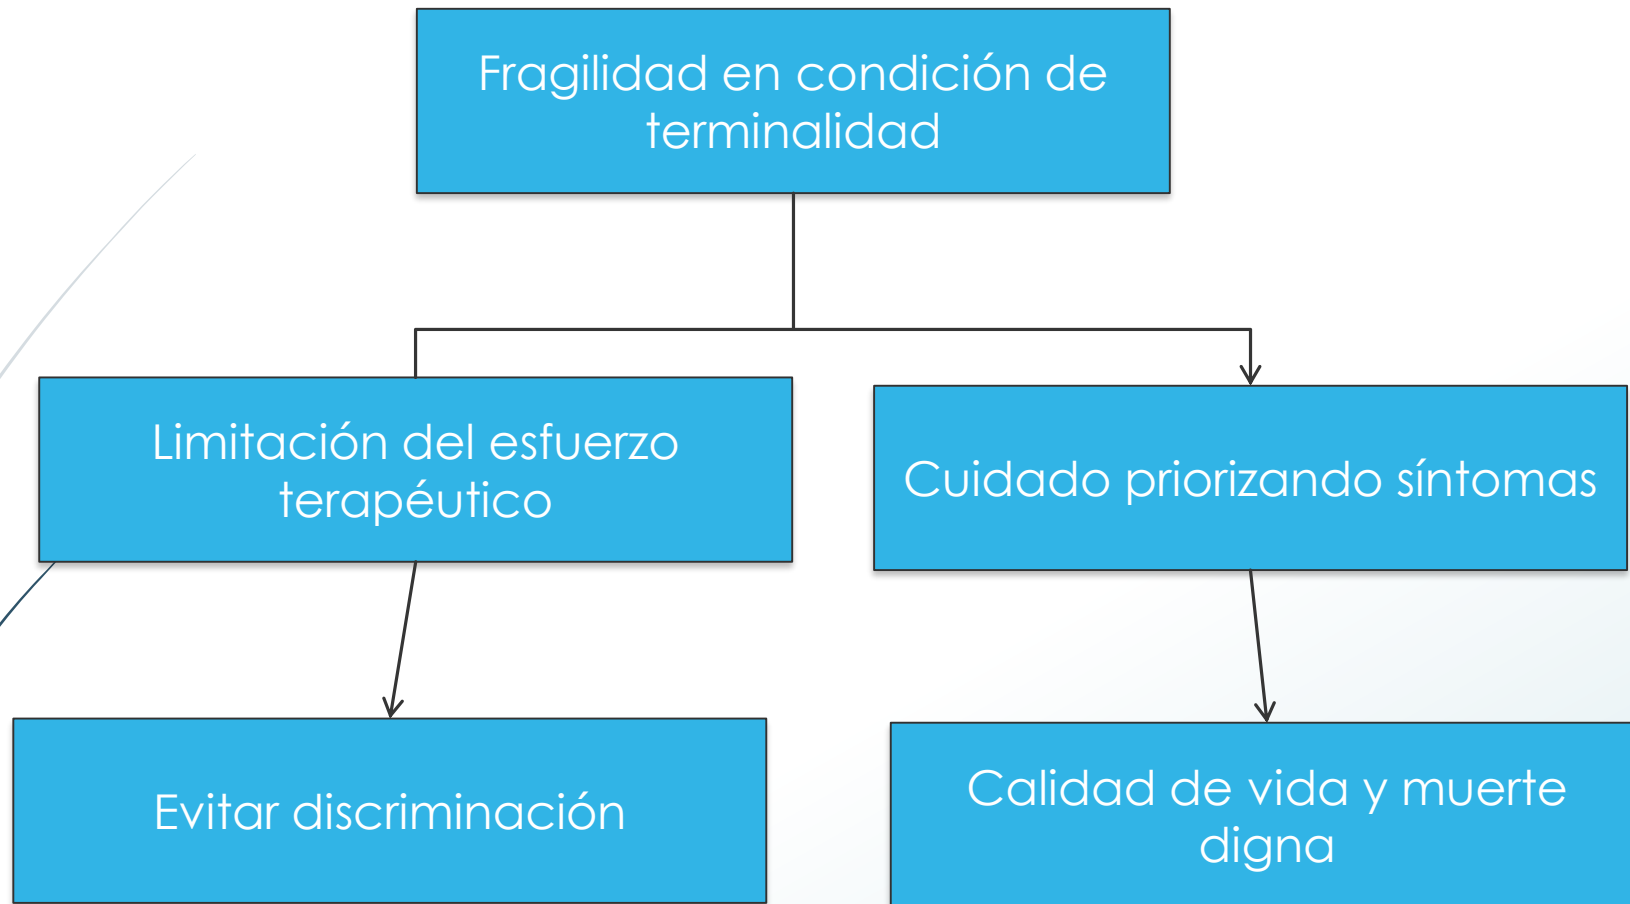 Fragilidad en condición de
terminalidad
Limitación del esfuerzo
terapéutico
Cuidado priorizando síntomas
Evitar discriminación
Calidad de vida y muerte
digna